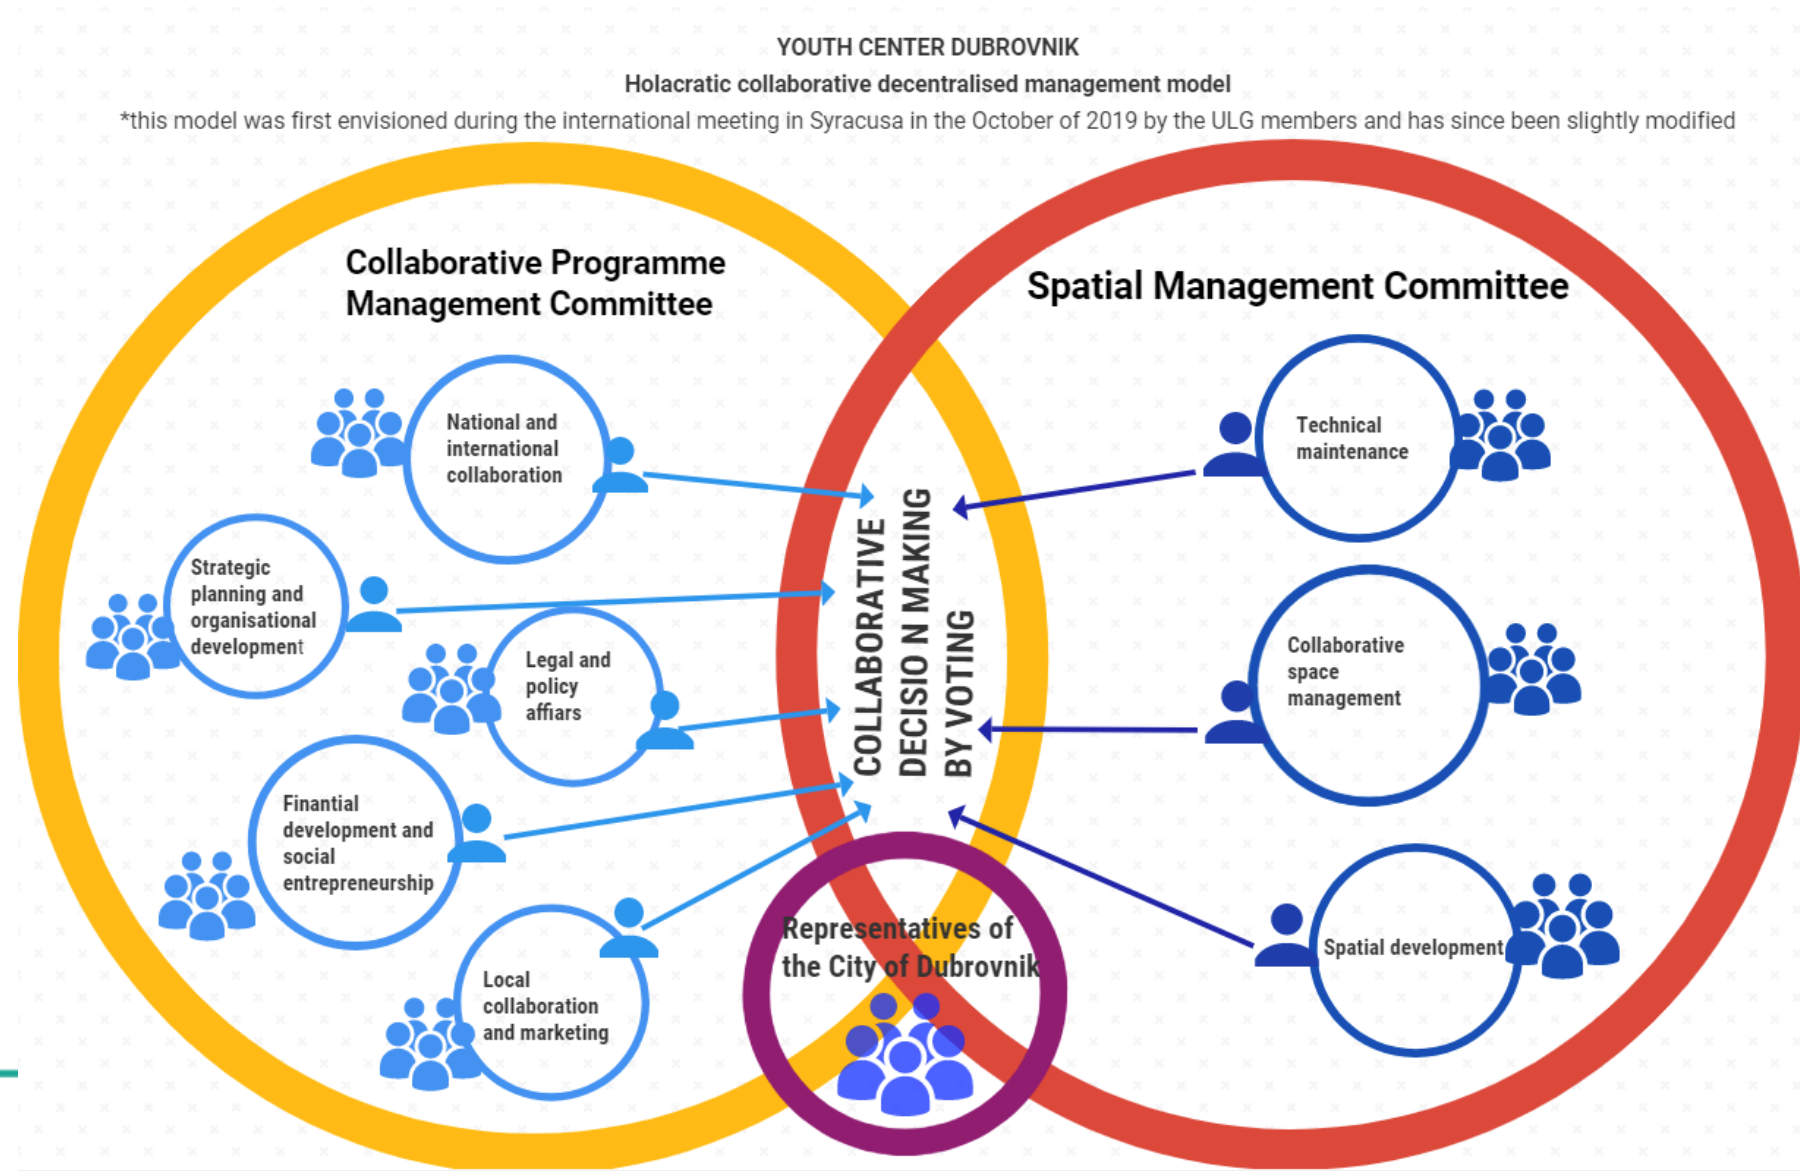 YOUTH CENTER DUBROVNIK
Holacratic collaborative decentralised management model
*this model was first envisioned during the international meeting in Syracusa in the October of 2019 by the ULG members and has since been slightly modified
Collaborative Programme
Management Committee
National and
international
collaboration
Strategic
planning and
organisational
development
Legal and
policy
affiars
Finantial
development and
social
entrepreneurship
Local
collaboration
and marketing
COLLABORATIVE
DECISIO N MAKING
BY VOTING
Representatives of
the City of Dubrovnik
Spatial Management Committee
Technical
maintenance
Collaborative
space
management
Spatial development